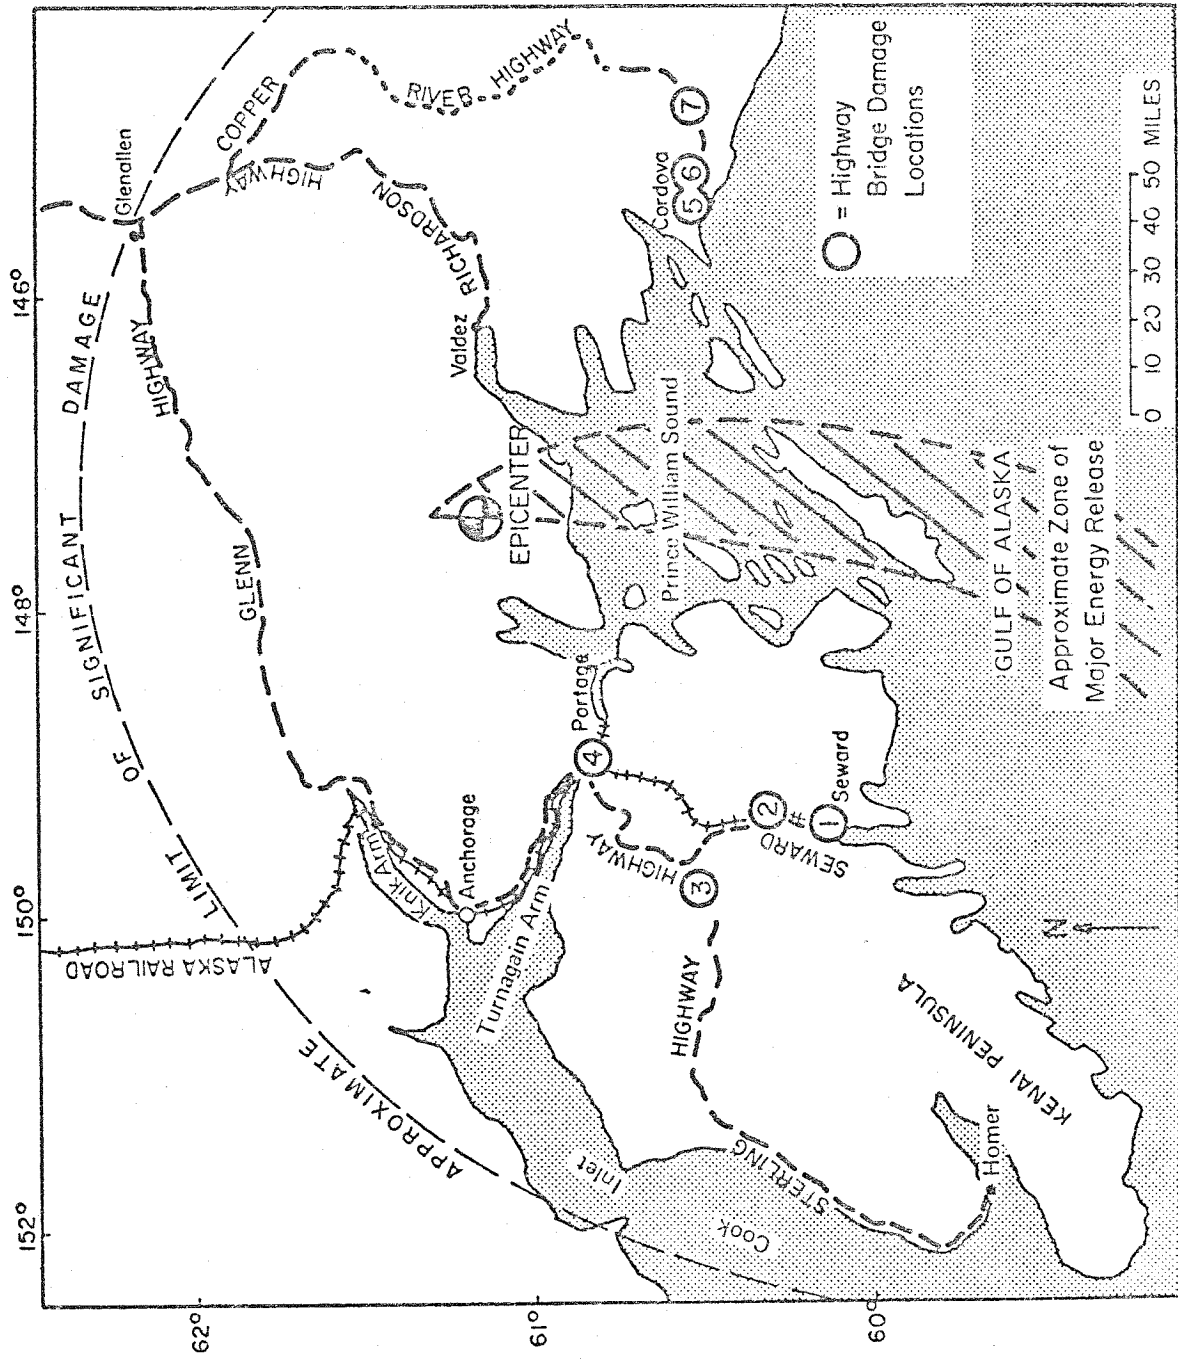 152°
150°
148°
146°
62°
61°
60°
APPROXIMATE LIMIT OF SIGNIFICANT DAMAGE
ALASKA RAILROAD
GLENN HIGHWAY
Glenallen
COPPER RIVER HIGHWAY
RICHARDSON HIGHWAY
HIGHWAY
Knik Arm
Anchorage
Turnagain Arm
Cook Inlet
EPICENTER
Valdez
Portage
Prince William Sound
Cordova
4
3
2
1
5
6
7
HIGHWAY
SEWARD
Seward
STERLING HIGHWAY
Homer
KENAI PENINSULA
N
GULF OF ALASKA
Approximate Zone of
Major Energy Release
= Highway
Bridge Damage
Locations
0 10 20 30 40 50 MILES